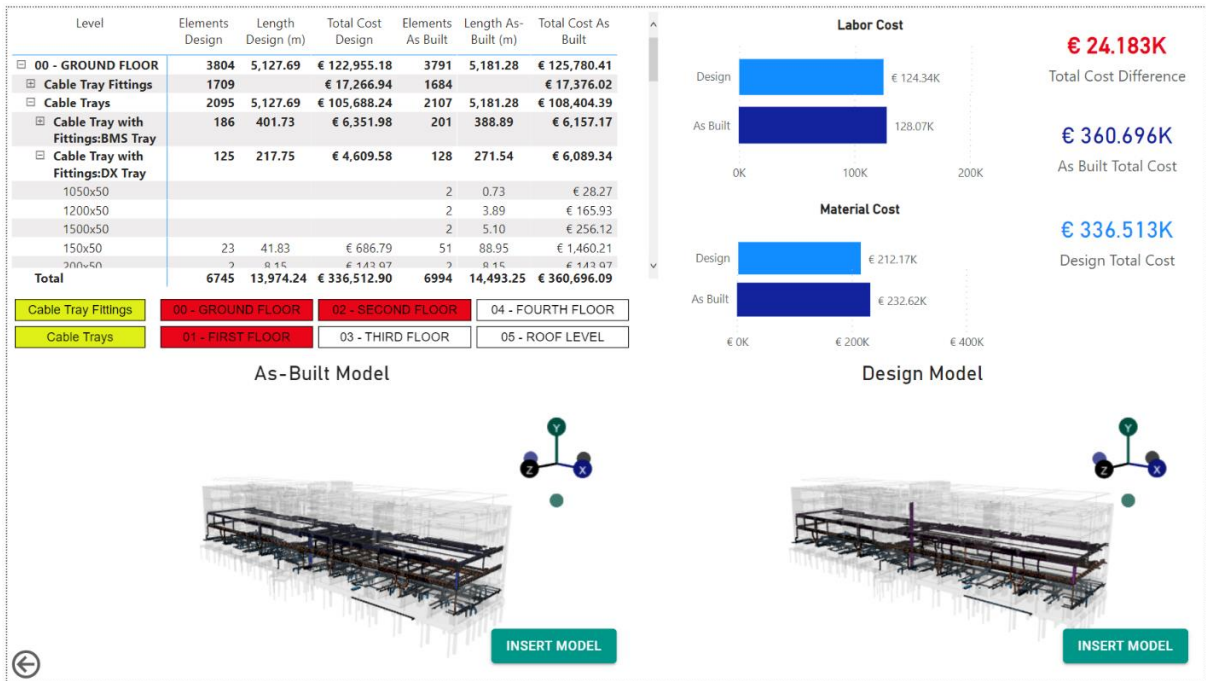 Level Elements Design Length Design (m) Total Cost Design Elements As Built Length As-Built (m) Total Cost As Built
00 - GROUND FLOOR 3804 5,127.69 € 122,955.18 3791 5,181.28 € 125,780.41
Cable Tray Fittings 1709 € 17,266.94 1684 € 17,376.02
Cable Trays 2095 5,127.69 € 105,688.24 2107 5,181.28 € 108,404.39
Cable Tray with Fittings:BMS Tray 186 401.73 € 6,351.98 201 388.89 € 6,157.17
Cable Tray with Fittings:DX Tray 125 217.75 € 4,609.58 128 271.54 € 6,089.34
1050x50 2 0.73 € 28.27
1200x50 2 3.89 € 165.93
1500x50 2 5.10 € 256.12
150x50 23 41.83 € 686.79 51 88.95 € 1,460.21
200x50 2 8.15 € 143.97 2 8.15 € 143.97
Total 6745 13,974.24 € 336,512.90 6994 14,493.25 € 360,696.09
Cable Tray Fittings 00 - GROUND FLOOR 02 - SECOND FLOOR 04 - FOURTH FLOOR
Cable Trays 01 - FIRST FLOOR 03 - THIRD FLOOR 05 - ROOF LEVEL
Labor Cost
Design € 124.34K
As Built 128.07K
0K 100K 200K
Material Cost
Design € 212.17K
As Built € 232.62K
€ 0K € 200K € 400K
€ 24.183K
Total Cost Difference
€ 360.696K
As Built Total Cost
€ 336.513K
Design Total Cost
As-Built Model
Y
Z X
INSERT MODEL
Design Model
Y
Z X
INSERT MODEL